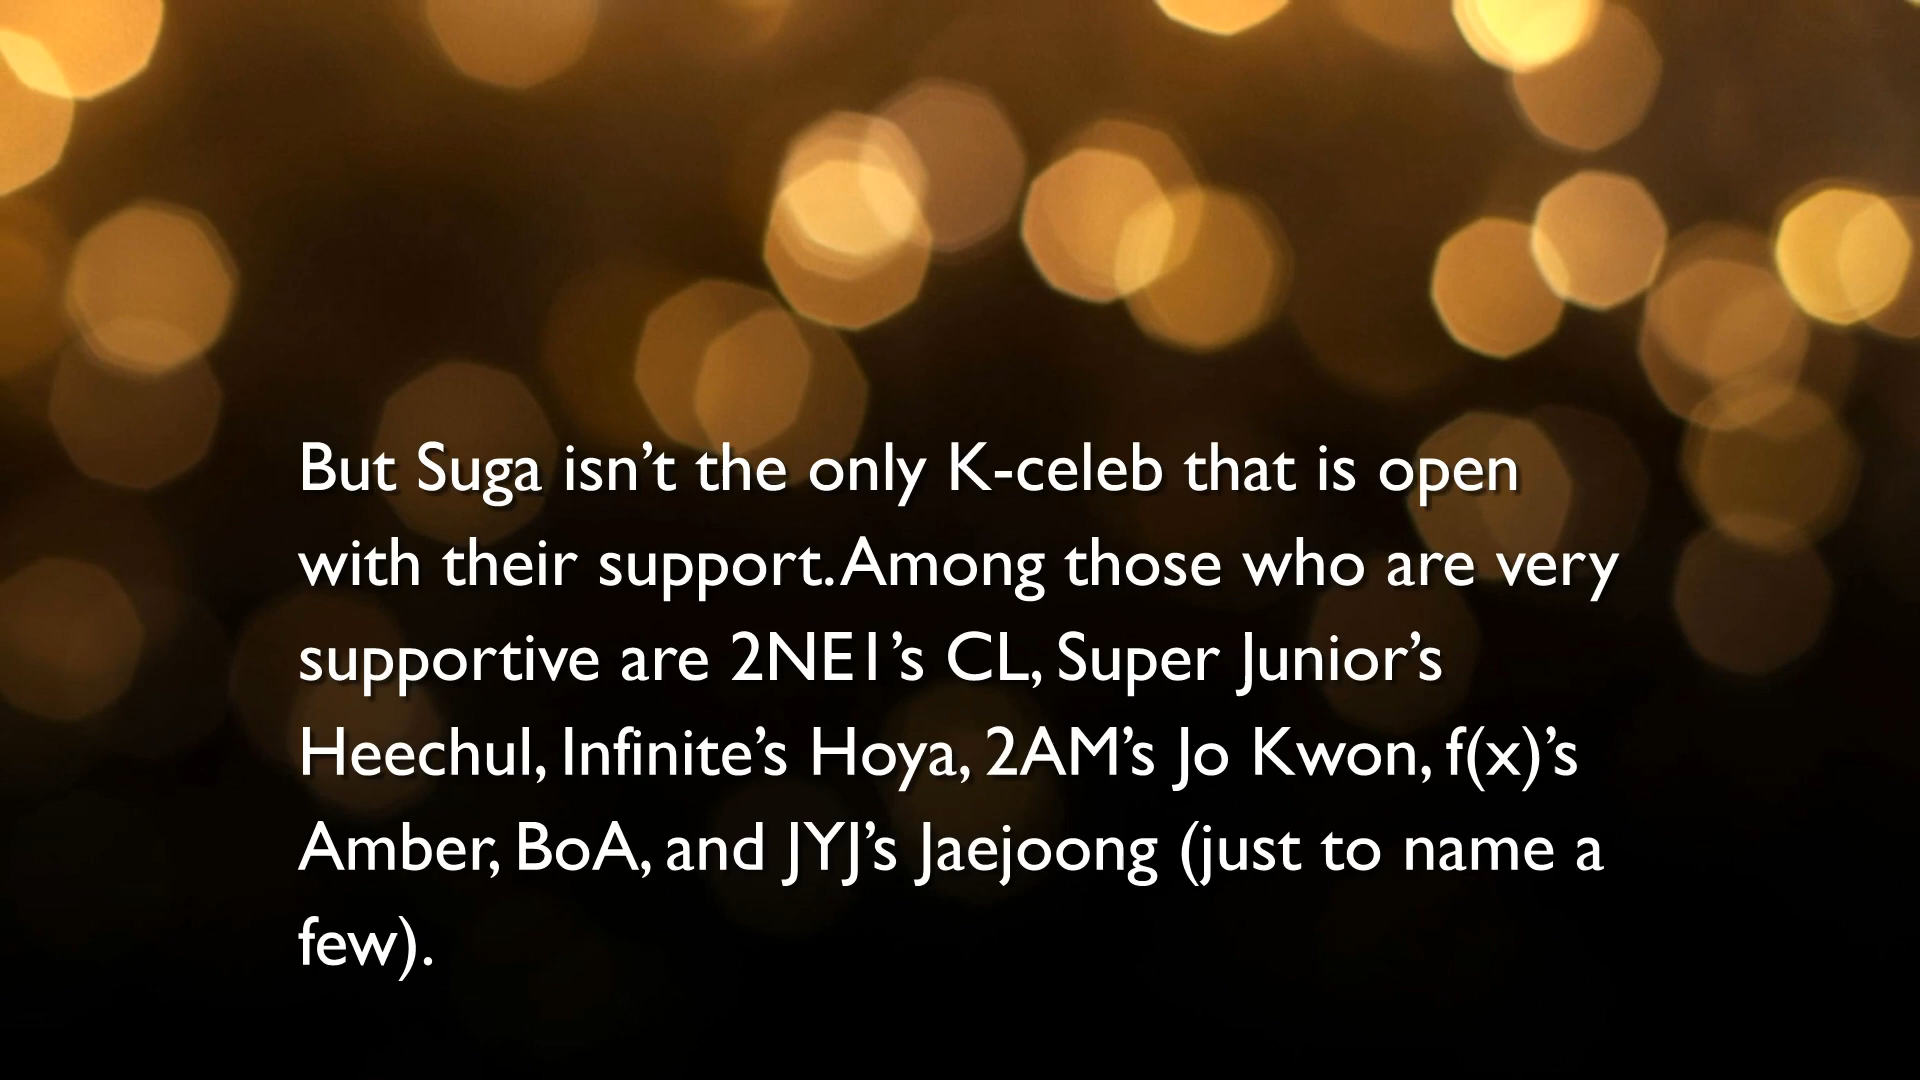 But Suga isn’t the only K-celeb that is open
with their support. Among those who are very
supportive are 2NE1’s CL, Super Junior’s
Heechul, Infinite’s Hoya, 2AM’s Jo Kwon, f(x)’s
Amber, BoA, and JYJ’s Jaejoong (just to name a
few).